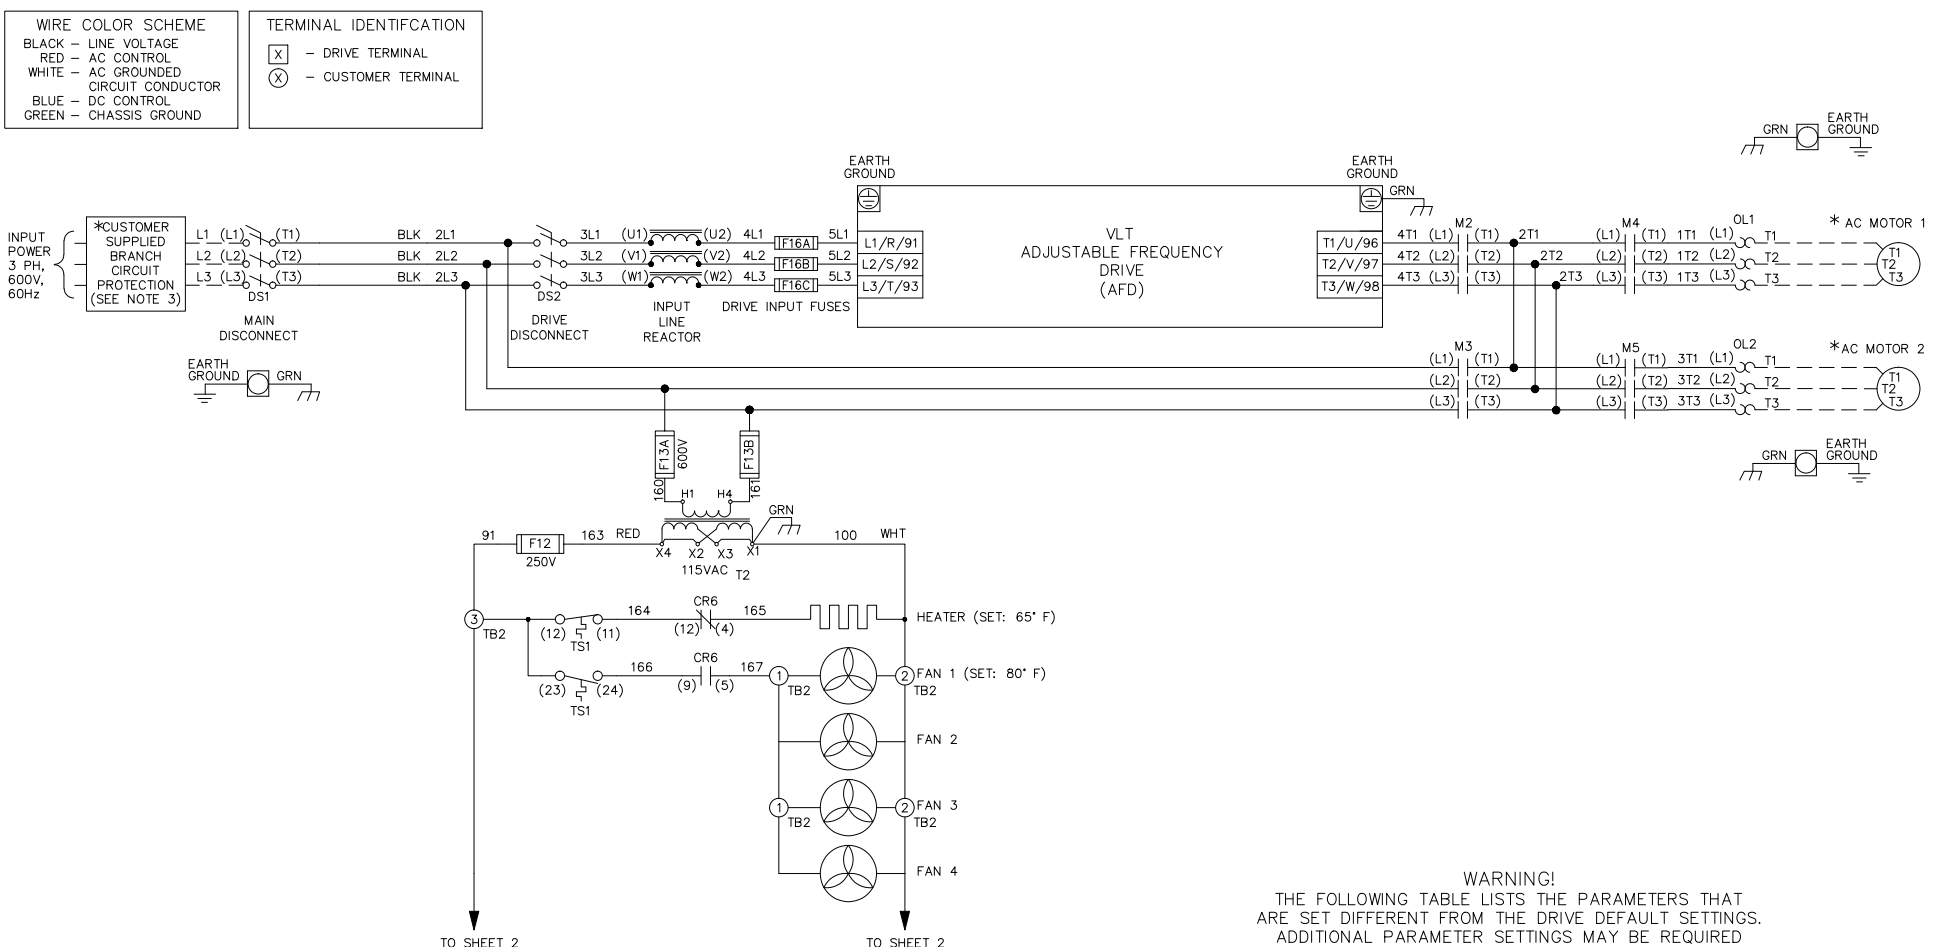 WIRE COLOR SCHEME
BLACK – LINE VOLTAGE
RED – AC CONTROL
WHITE – AC GROUNDED
CIRCUIT CONDUCTOR
BLUE – DC CONTROL
GREEN – CHASSIS GROUND
TERMINAL IDENTIFCATION
X – DRIVE TERMINAL
X – CUSTOMER TERMINAL
GRN
EARTH
GROUND
INPUT
POWER
3 PH,
600V,
60Hz
*CUSTOMER
SUPPLIED
BRANCH
CIRCUIT
PROTECTION
(SEE NOTE 3)
L1 (L1) (T1) BLK 2L1 3L1 (U1) (U2) 4L1 F16A 5L1 L1/R/91
L2 (L2) (T2) BLK 2L2 3L2 (V1) (V2) 4L2 F16B 5L2 L2/S/92
L3 (L3) (T3) BLK 2L3 3L3 (W1) (W2) 4L3 F16C 5L3 L3/T/93
DS1
MAIN
DISCONNECT
DS2
DRIVE
DISCONNECT
INPUT
LINE
REACTOR
DRIVE INPUT FUSES
EARTH
GROUND
VLT
ADJUSTABLE FREQUENCY
DRIVE
(AFD)
EARTH
GROUND
GRN
M2 M4 OL1 * AC MOTOR 1
T1/U/96 4T1 (L1) (T1) 2T1 (L1) (T1) 1T1 (L1) T1 T1
T2/V/97 4T2 (L2) (T2) 2T2 (L2) (T2) 1T2 (L2) T2 T2
T3/W/98 4T3 (L3) (T3) 2T3 (L3) (T3) 1T3 (L3) T3 T3
M3 M5 OL2 *AC MOTOR 2
(L1) (T1) (L1) (T1) 3T1 (L1) T1 T1
(L2) (T2) (L2) (T2) 3T2 (L2) T2 T2
(L3) (T3) (L3) (T3) 3T3 (L3) T3 T3
EARTH
GROUND
GRN
GRN
EARTH
GROUND
F13A
600V
F13B
160
H1 H4
161
GRN
91 F12 163 RED
250V
X4 X2 X3 X1
115VAC T2
100 WHT
3
TB2
(12) (11)
TS1
164
CR6
(12) (4)
165
HEATER (SET: 65° F)
(23) (24)
TS1
166
CR6
(9) (5)
167
1
TB2
2
TB2
FAN 1 (SET: 80° F)
FAN 2
1
TB2
2
TB2
FAN 3
FAN 4
TO SHEET 2
TO SHEET 2
WARNING!
THE FOLLOWING TABLE LISTS THE PARAMETERS THAT
ARE SET DIFFERENT FROM THE DRIVE DEFAULT SETTINGS.
ADDITIONAL PARAMETER SETTINGS MAY BE REQUIRED